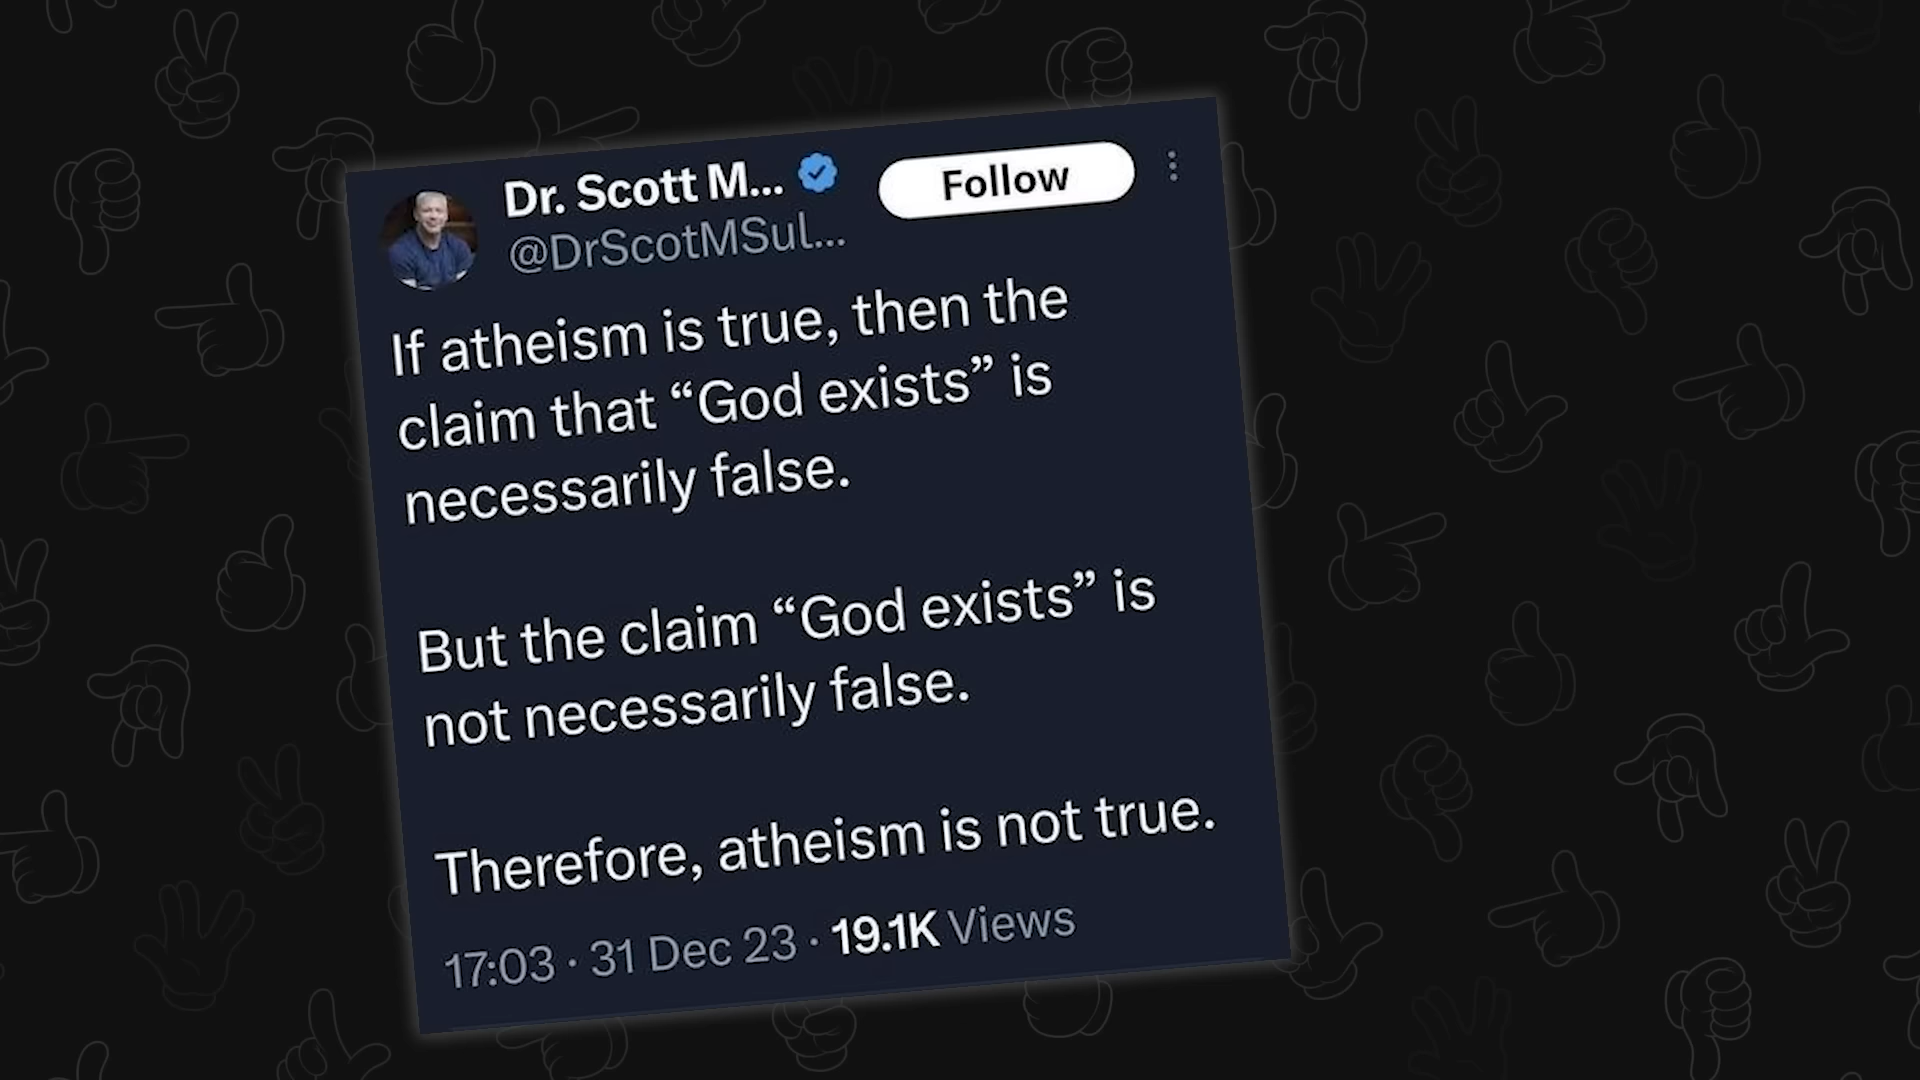 Dr. Scott M...
Follow
@DrScotMSul...
If atheism is true, then the
claim that “God exists” is
necessarily false.
But the claim “God exists” is
not necessarily false.
Therefore, atheism is not true.
17:03 · 31 Dec 23 · 19.1K Views